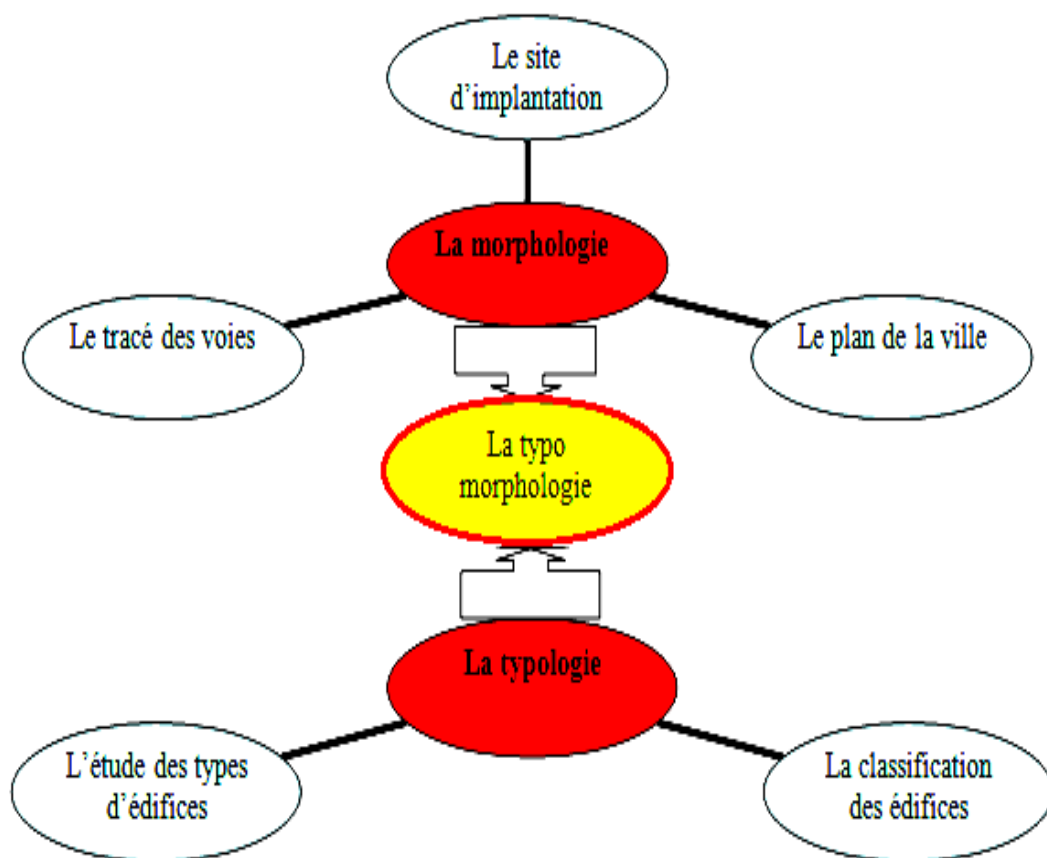 Le site
d'implantation
La morphologie
Le tracé des voies
Le plan de la ville
La typo
morphologie
La typologie
L'étude des types
d'édifices
La classification
des édifices